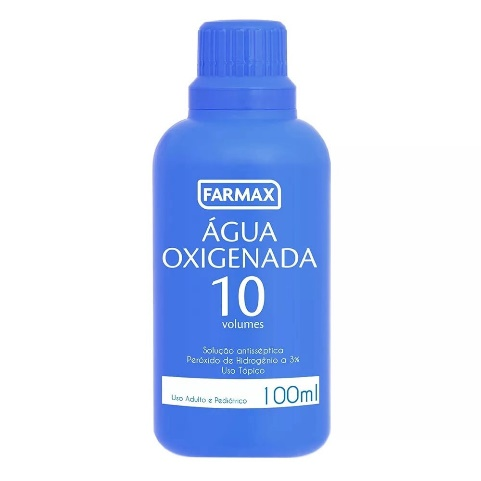 FARMAX
ÁGUA
OXIGENADA
10
volumes
Solução antisséptica
Peróxido de Hidrogênio a 3%
Uso Tópico
Uso Adulto e Pediátrico 100ml